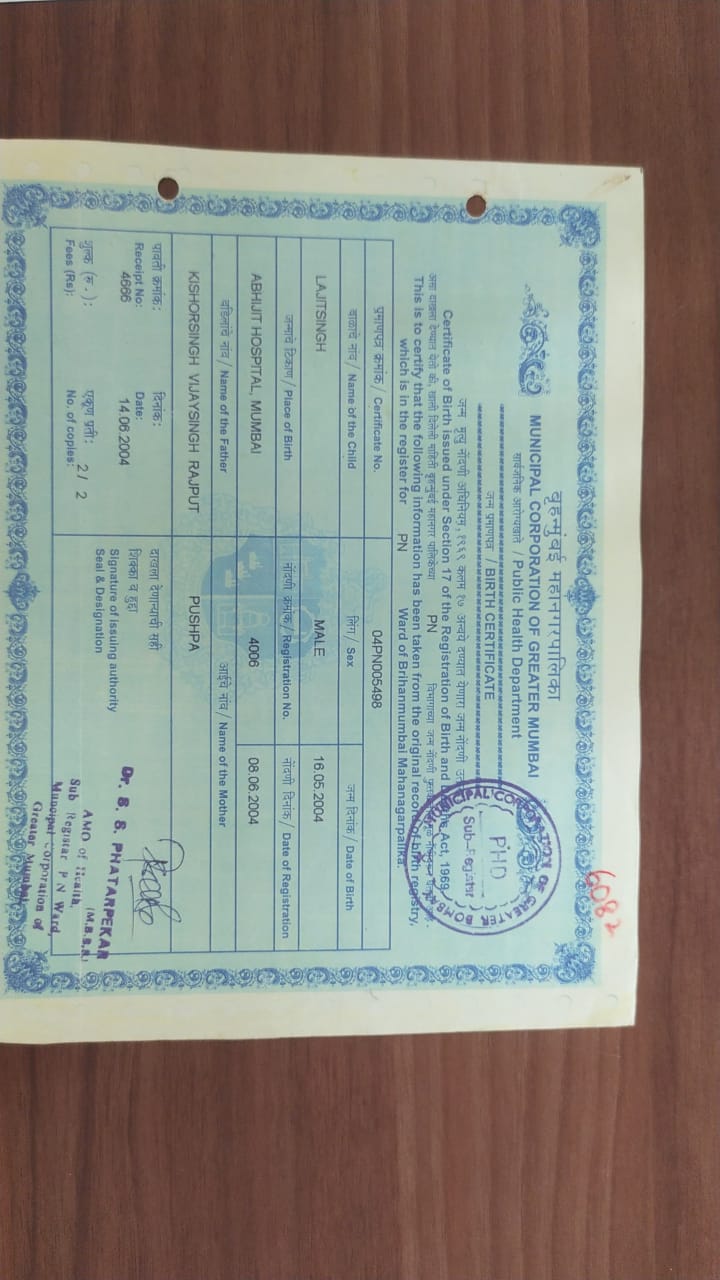 6082
बृहन्मुंबई महानगरपालिका
MUNICIPAL CORPORATION OF GREATER MUMBAI
सार्वजनिक आरोग्यखाते / Public Health Department
जन्म प्रमाणपत्र / BIRTH CERTIFICATE
MUNICIPAL CORPORATION OF GREATER BOMBAY
PHD
Sub-Registrar
जन्म मृत्यु नोंदणी अधिनियम, १९६९ कलम १७ अन्वये
Certificate of Birth issued under Section 17 of the Registration of Birth and Act, 1969
असा दाखला देण्यात येतो की, खाली दिलेली माहिती बृहन्मुंबई महानगर पालिकेच्या PN विभागाच्या जन्म नोंदणी
This is to certify that the following information has been taken from the original record of birth registry,
which is in the register for PN Ward of Brihanmumbai Mahanagarpalika.
प्रमाणपत्र क्रमांक / Certificate No. 04PN005498
बाळाचे नांव / Name of the Child लिंग / Sex जन्म दिनांक / Date of Birth
LAJITSINGH MALE 16.05.2004
जन्माचे ठिकाण / Place of Birth नोंदणी क्रमांक / Registration No. नोंदणी दिनांक / Date of Registration
ABHIJIT HOSPITAL, MUMBAI 4006 08.06.2004
वडिलांचे नांव / Name of the Father आईचे नांव / Name of the Mother
KISHORSINGH VIJAYSINGH RAJPUT PUSHPA
पावती क्रमांक: दिनांक: दाखला देणाऱ्याची सही
Receipt No: Date: शिक्का व हुद्दा
4666 14.06.2004 Signature of issuing authority
Seal & Designation
शुल्क (रु -): एकूण प्रती:
Fees (Rs): No. of copies: 2 / 2
Dr. S. S. PHATARPEKAR
(M.B.B.S.)
AMO of Health,
Sub Registar P N Ward,
Municipal Corporation of
Greater Mumbai.